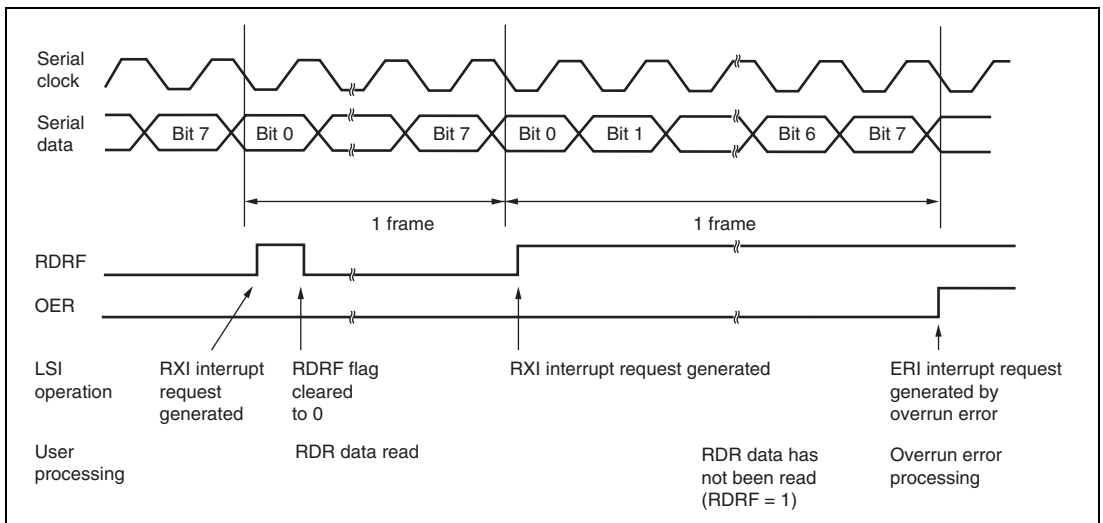 Serial
clock
Serial
data
Bit 7
Bit 0
Bit 7
Bit 0
Bit 1
Bit 6
Bit 7
1 frame
1 frame
RDRF
OER
LSI
operation
RXI interrupt
request
generated
RDRF flag
cleared
to 0
RXI interrupt request generated
ERI interrupt request
generated by
overrun error
User
processing
RDR data read
RDR data has
not been read
(RDRF = 1)
Overrun error
processing